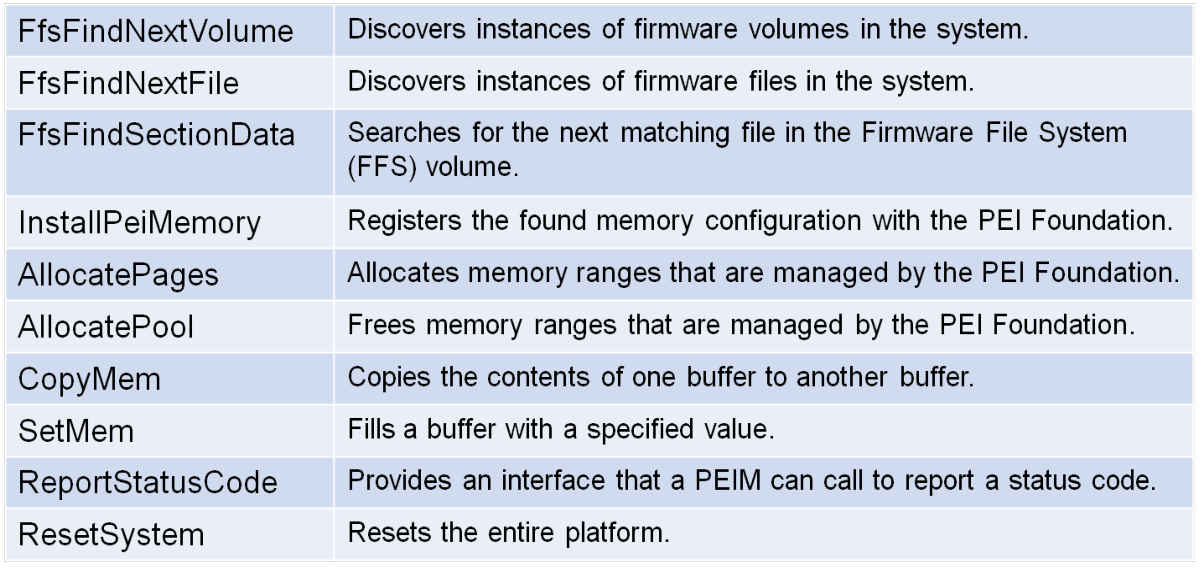 FfsFindNextVolume Discovers instances of firmware volumes in the system.
FfsFindNextFile Discovers instances of firmware files in the system.
FfsFindSectionData Searches for the next matching file in the Firmware File System
(FFS) volume.
InstallPeiMemory Registers the found memory configuration with the PEI Foundation.
AllocatePages Allocates memory ranges that are managed by the PEI Foundation.
AllocatePool Frees memory ranges that are managed by the PEI Foundation.
CopyMem Copies the contents of one buffer to another buffer.
SetMem Fills a buffer with a specified value.
ReportStatusCode Provides an interface that a PEIM can call to report a status code.
ResetSystem Resets the entire platform.